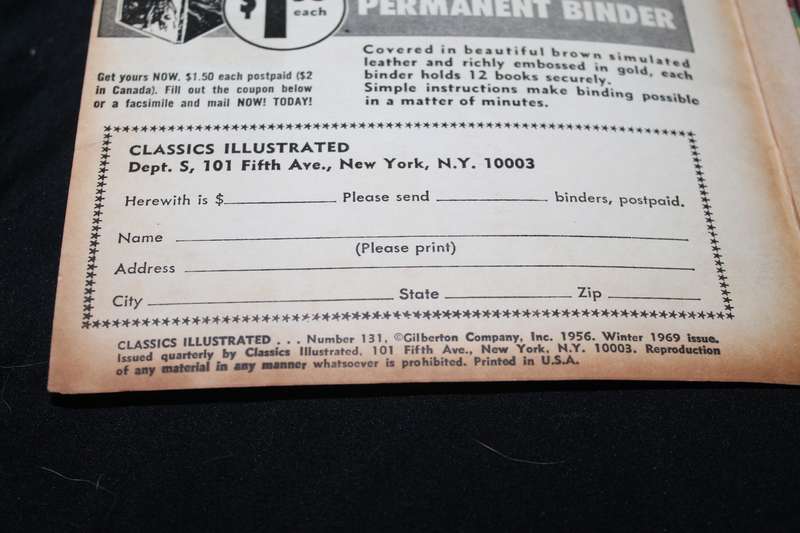 each
PERMANENT BINDER
Get yours NOW. $1.50 each postpaid ($2
in Canada). Fill out the coupon below
or a facsimile and mail NOW! TODAY!
Covered in beautiful brown simulated
leather and richly embossed in gold, each
binder holds 12 books securely.
Simple instructions make binding possible
in a matter of minutes.
CLASSICS ILLUSTRATED
Dept. S, 101 Fifth Ave., New York, N.Y. 10003
Herewith is $ Please send binders, postpaid.
Name
(Please print)
Address
City State Zip
CLASSICS ILLUSTRATED . . . Number 131, ©Gilberton Company, Inc. 1956. Winter 1969 issue.
Issued quarterly by Classics Illustrated, 101 Fifth Ave., New York, N.Y. 10003. Reproduction
of any material in any manner whatsoever is prohibited. Printed in U.S.A.